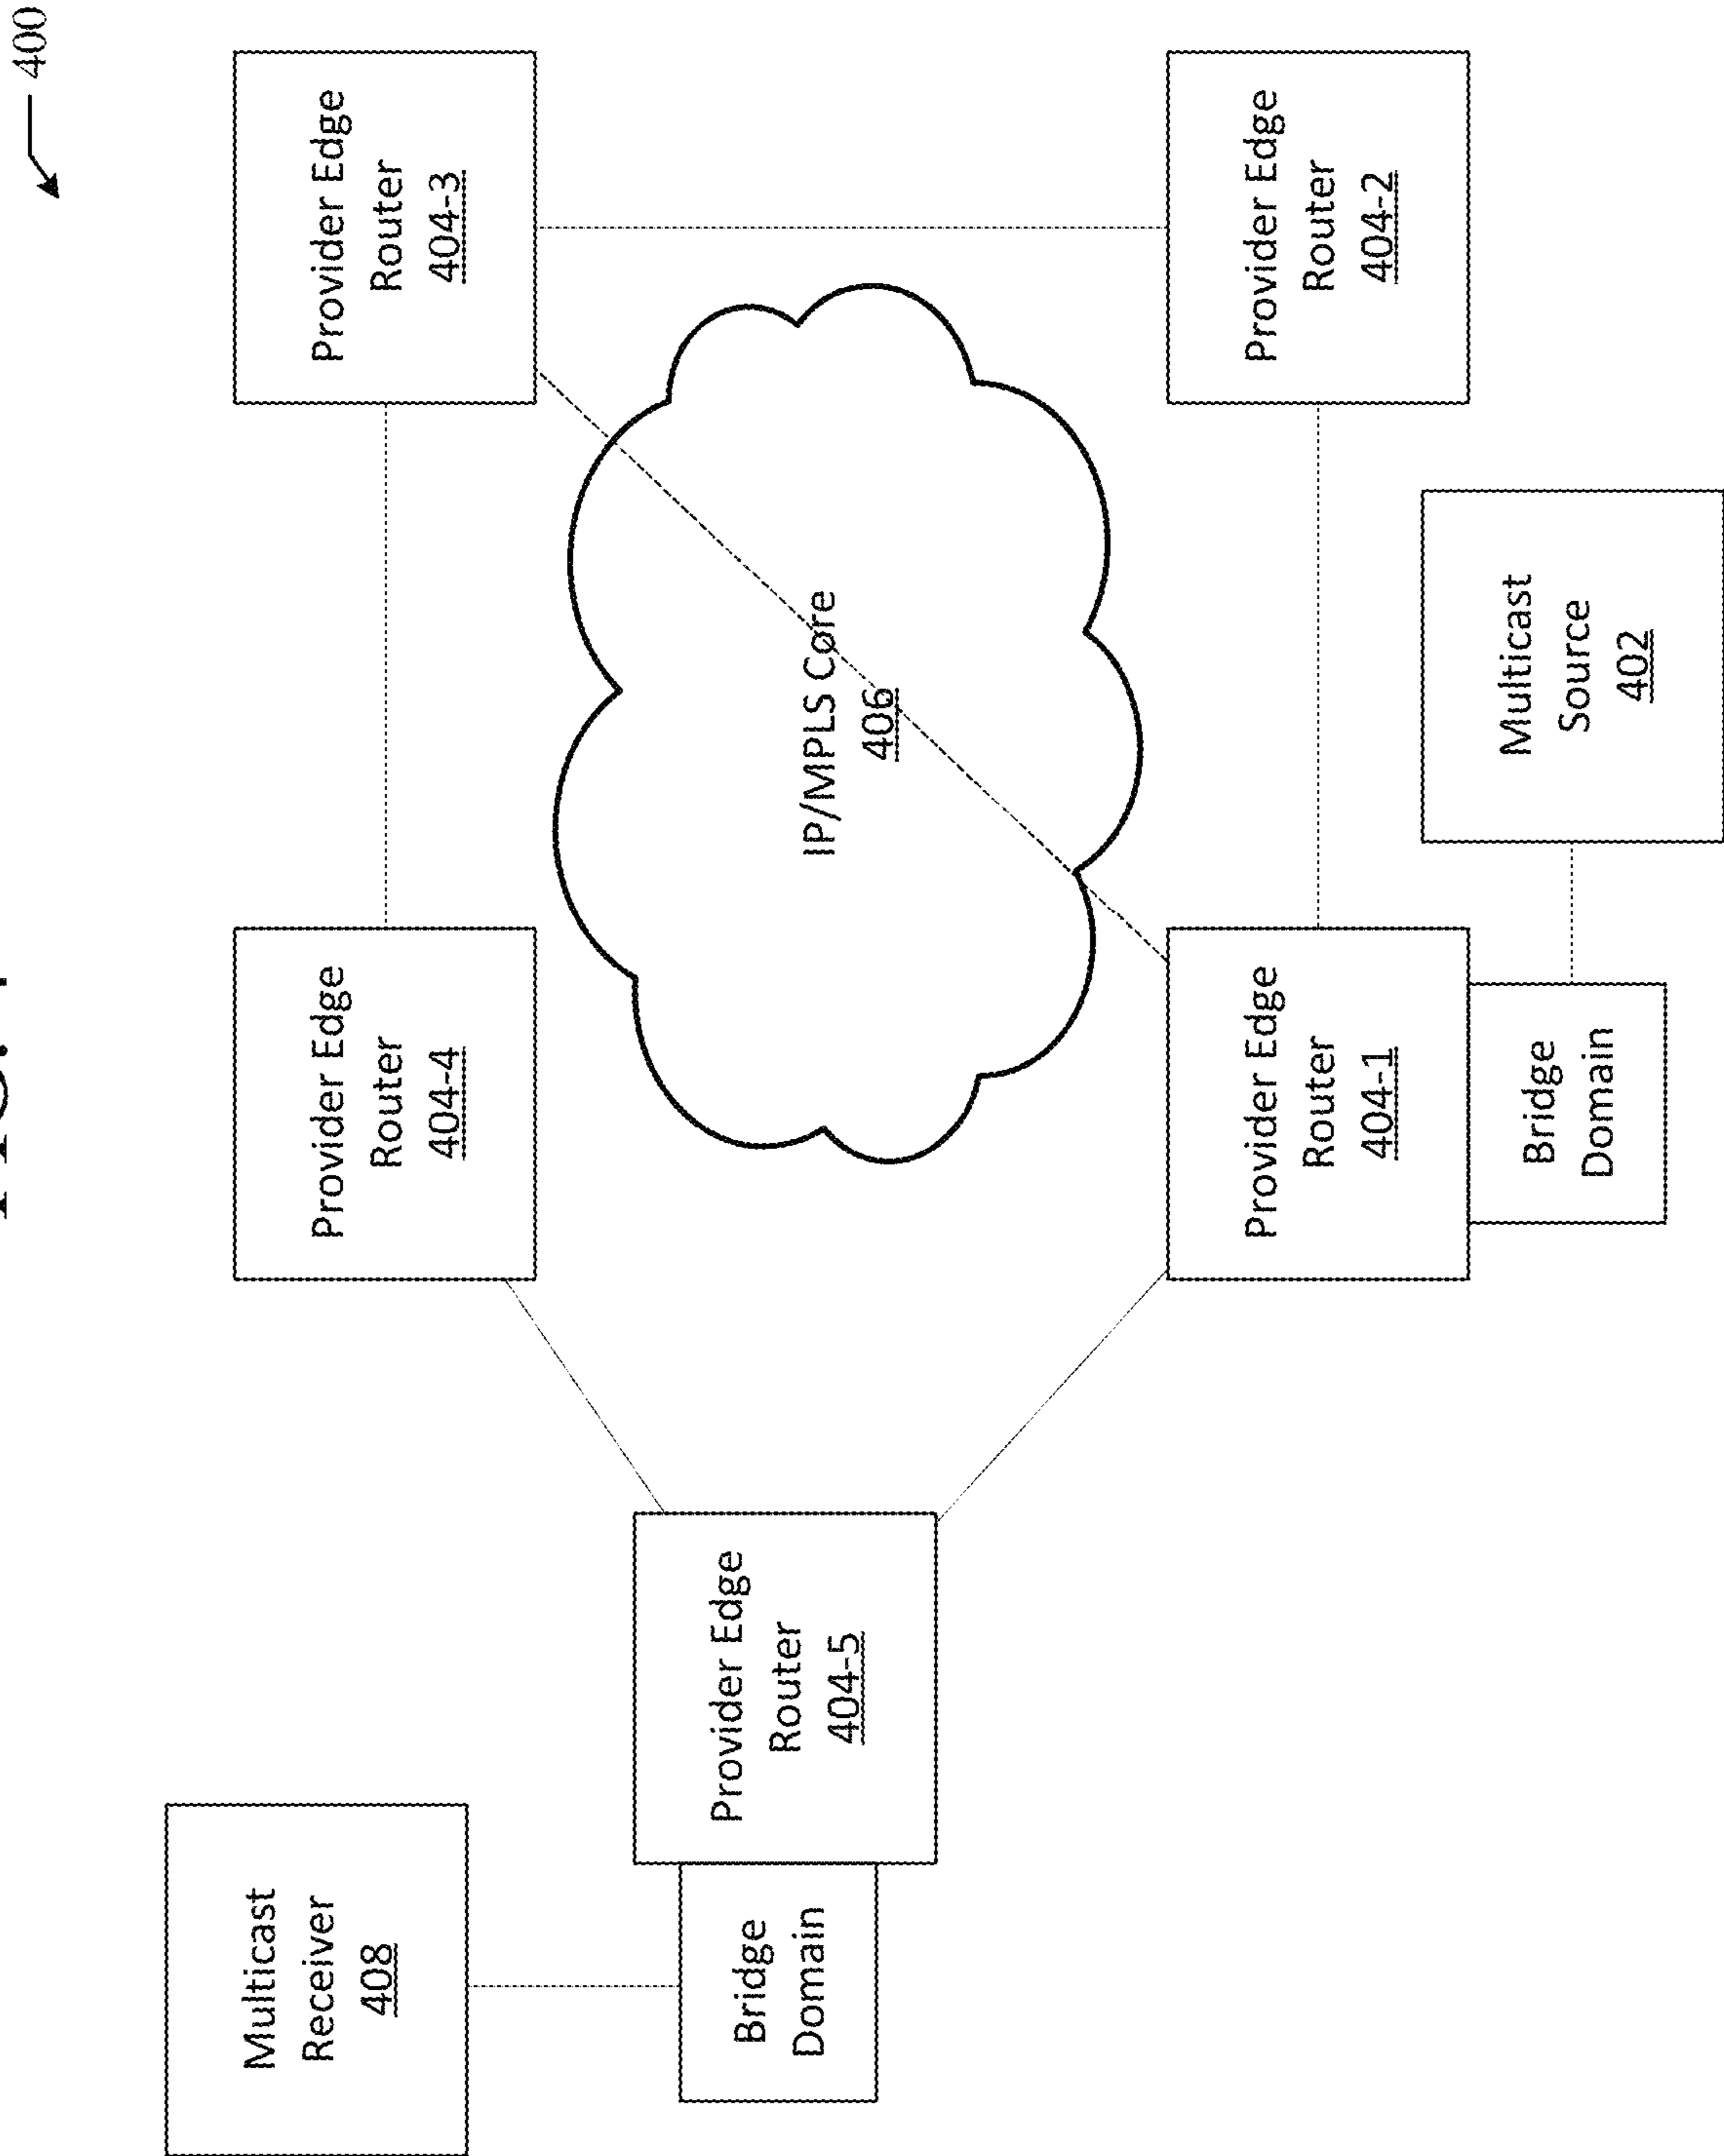 400
Multicast
Receiver
408
Provider Edge
Router
404-4
Provider Edge
Router
404-3
Bridge
Domain
Provider Edge
Router
404-5
IP/MPLS Core
406
Provider Edge
Router
404-1
Provider Edge
Router
404-2
Bridge
Domain
Multicast
Source
402